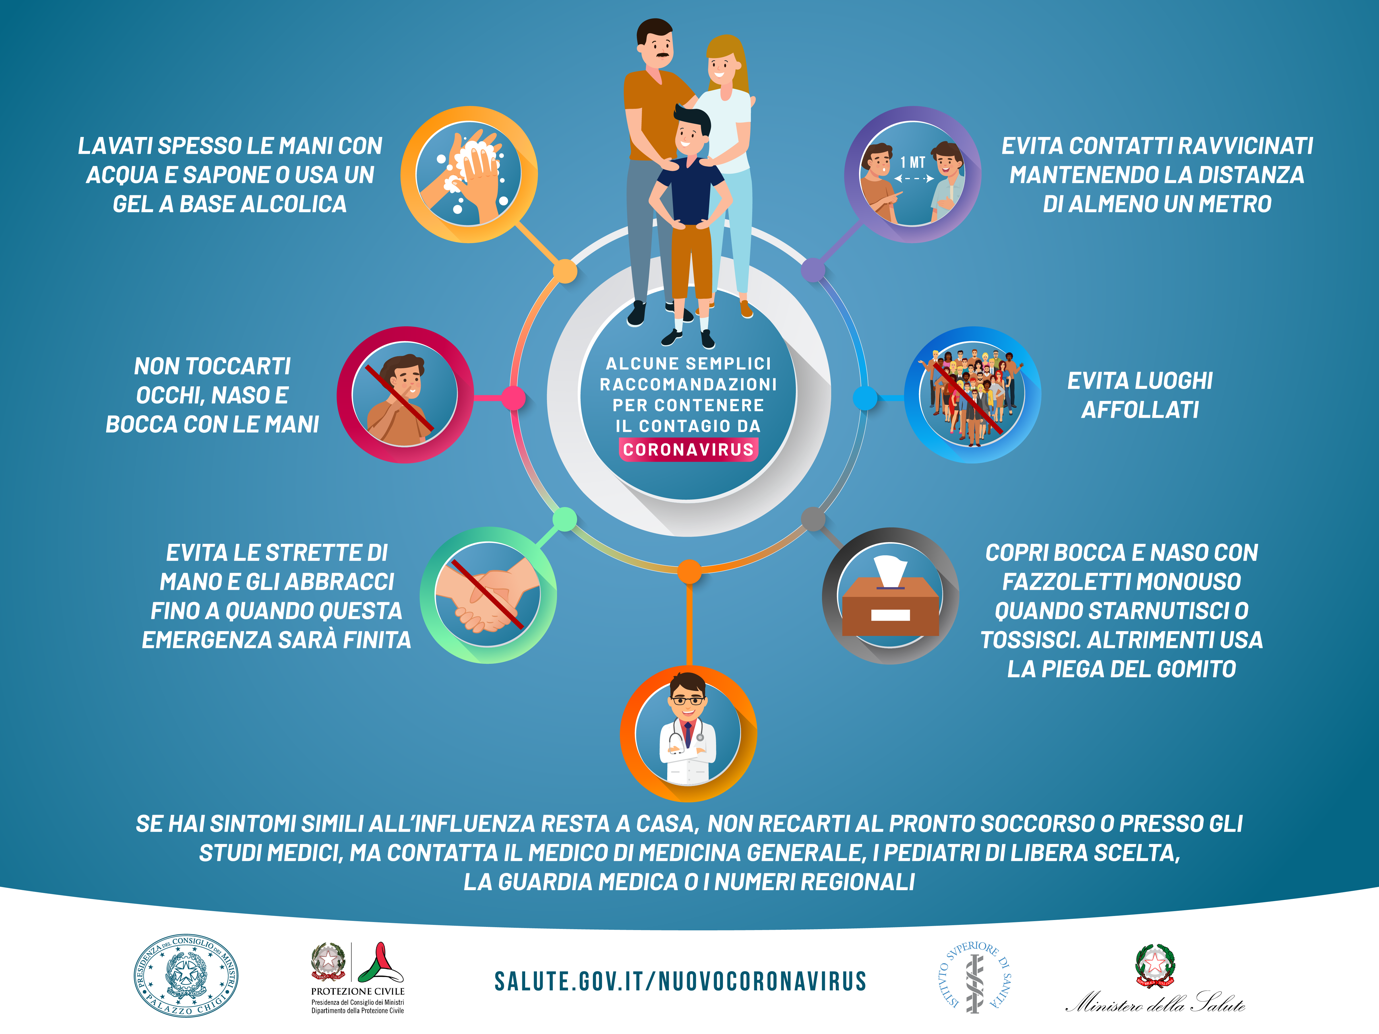 LAVATI SPESSO LE MANI CON
ACQUA E SAPONE O USA UN
GEL A BASE ALCOLICA
1 MT
EVITA CONTATTI RAVVICINATI
MANTENENDO LA DISTANZA
DI ALMENO UN METRO
NON TOCCARTI
OCCHI, NASO E
BOCCA CON LE MANI
ALCUNE SEMPLICI
RACCOMANDAZIONI
PER CONTENERE
IL CONTAGIO DA
CORONAVIRUS
EVITA LUOGHI
AFFOLLATI
EVITA LE STRETTE DI
MANO E GLI ABBRACCI
FINO A QUANDO QUESTA
EMERGENZA SARÀ FINITA
COPRI BOCCA E NASO CON
FAZZOLETTI MONOUSO
QUANDO STARNUTISCI O
TOSSISCI. ALTRIMENTI USA
LA PIEGA DEL GOMITO
SE HAI SINTOMI SIMILI ALL'INFLUENZA RESTA A CASA, NON RECARTI AL PRONTO SOCCORSO O PRESSO GLI
STUDI MEDICI, MA CONTATTA IL MEDICO DI MEDICINA GENERALE, I PEDIATRI DI LIBERA SCELTA,
LA GUARDIA MEDICA O I NUMERI REGIONALI
PRESIDENZA DEL CONSIGLIO DEI MINISTRI
PALAZZO CHIGI
PROTEZIONE CIVILE
Presidenza del Consiglio dei Ministri
Dipartimento della Protezione Civile
SALUTE.GOV.IT/NUOVOCORONAVIRUS
ISTITVTO SVPERIORE DI SANITA
Ministero della Salute